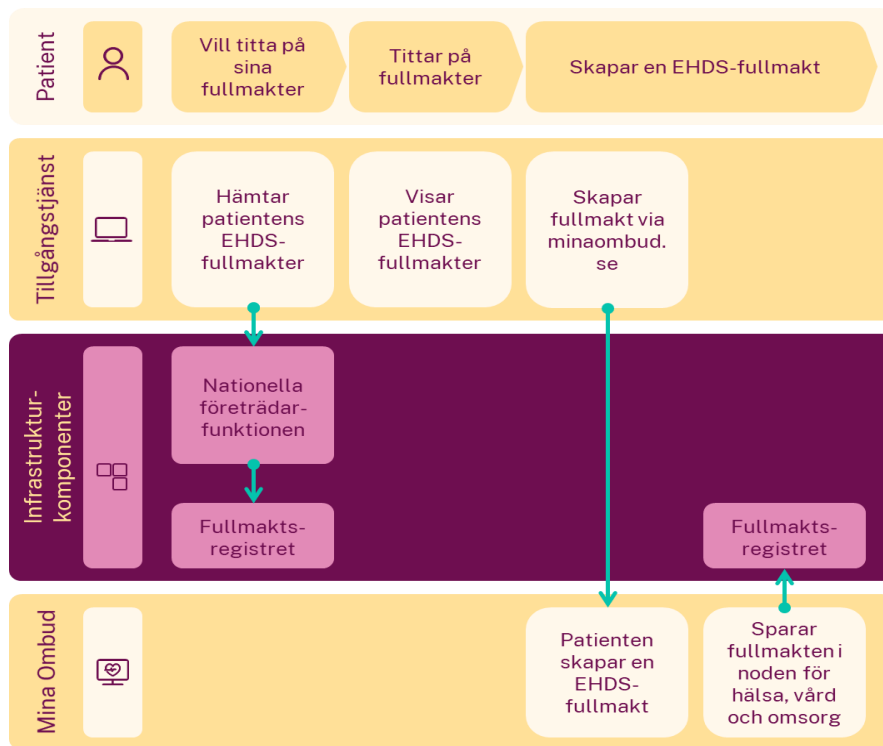 Patient
Vill titta på
sina
fullmakter
Tittar på
fullmakter
Skapar en EHDS-fullmakt
Tillgångstjänst
Hämtar
patientens
EHDS-
fullmakter
Visar
patientens
EHDS-
fullmakter
Skapar
fullmakt via
minaombud.
se
Infrastruktur-
komponenter
Nationella
företrädar-
funktionen
Fullmakts-
registret
Fullmakts-
registret
Mina Ombud
Patienten
skapar en
EHDS-
fullmakt
Sparar
fullmakten i
noden för
hälsa, vård
och omsorg